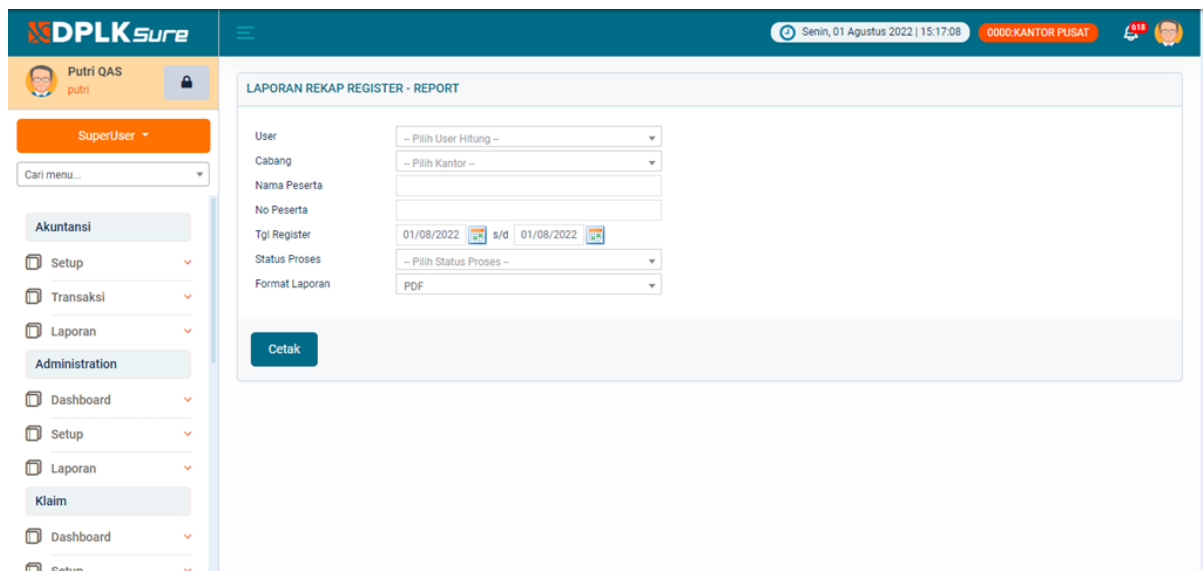 DPLKSure
Senin, 01 Agustus 2022 | 15:17:08
0000:KANTOR PUSAT
618
Putri QAS
putri
SuperUser
Cari menu...
Akuntansi
Setup
Transaksi
Laporan
Administration
Dashboard
Setup
Laporan
Klaim
Dashboard
Setup
LAPORAN REKAP REGISTER - REPORT
User -- Pilih User Hitung --
Cabang -- Pilih Kantor --
Nama Peserta
No Peserta
Tgl Register 01/08/2022 s/d 01/08/2022
Status Proses -- Pilih Status Proses --
Format Laporan PDF
Cetak